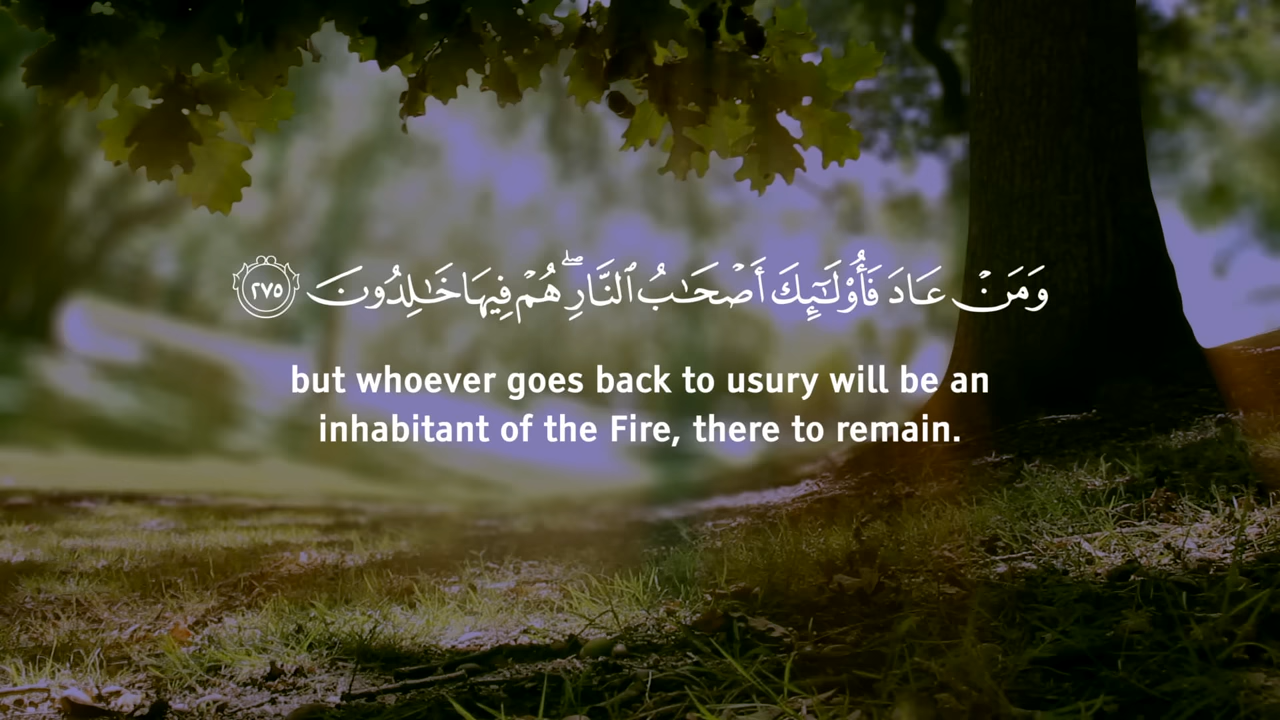 وَمَنْ عَادَ فَأُو۟لَـٰٓئِكَ أَصْحَـٰبُ ٱلنَّارِ ۖ هُمْ فِيهَا خَـٰلِدُونَ ٢٧٥
but whoever goes back to usury will be an
inhabitant of the Fire, there to remain.